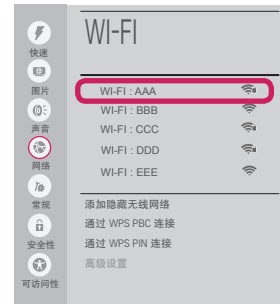 WI-FI
快速
图片
声音
网络
常规
安全性
可访问性
WI-FI : AAA
WI-FI : BBB
WI-FI : CCC
WI-FI : DDD
WI-FI : EEE
添加隐藏无线网络
通过 WPS PBC 连接
通过 WPS PIN 连接
高级设置